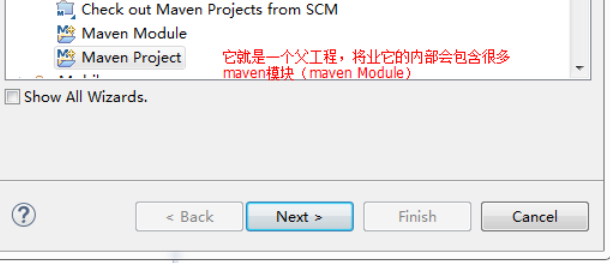 Check out Maven Projects from SCM
Maven Module
Maven Project
它就是一个父工程，将业它的内部会包含很多
maven模块（maven Module）
Show All Wizards.
< Back
Next >
Finish
Cancel